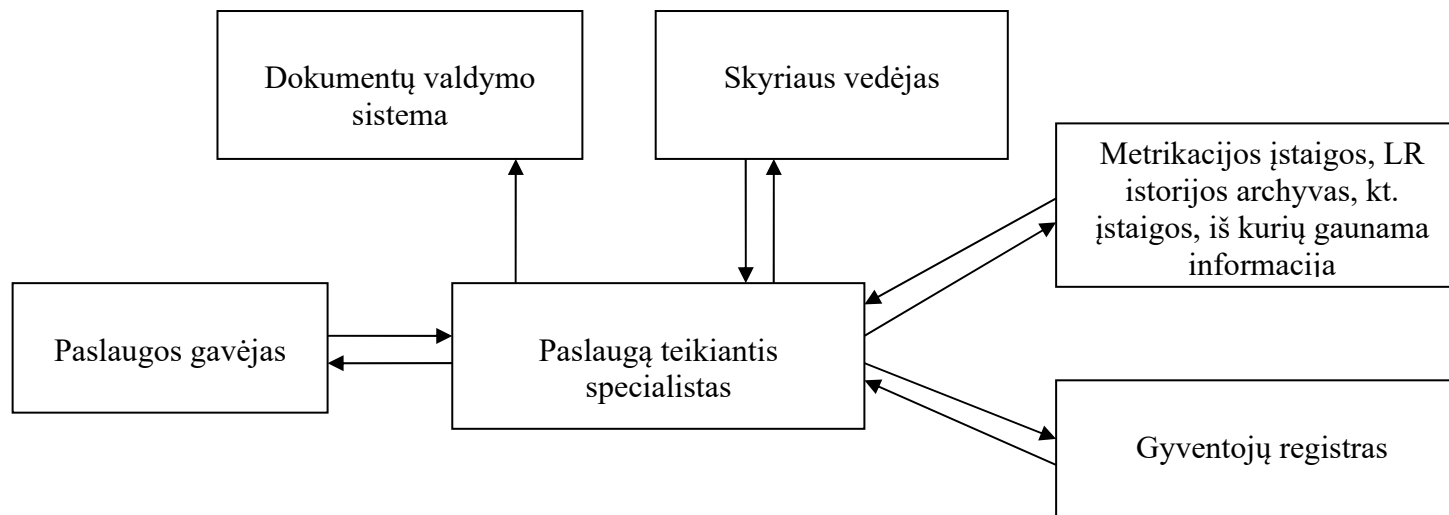 Dokumentų valdymo
sistema
Skyriaus vedėjas
Metrikacijos įstaigos, LR
istorijos archyvas, kt.
įstaigos, iš kurių gaunama
informacija
Paslaugos gavėjas
Paslaugą teikiantis
specialistas
Gyventojų registras